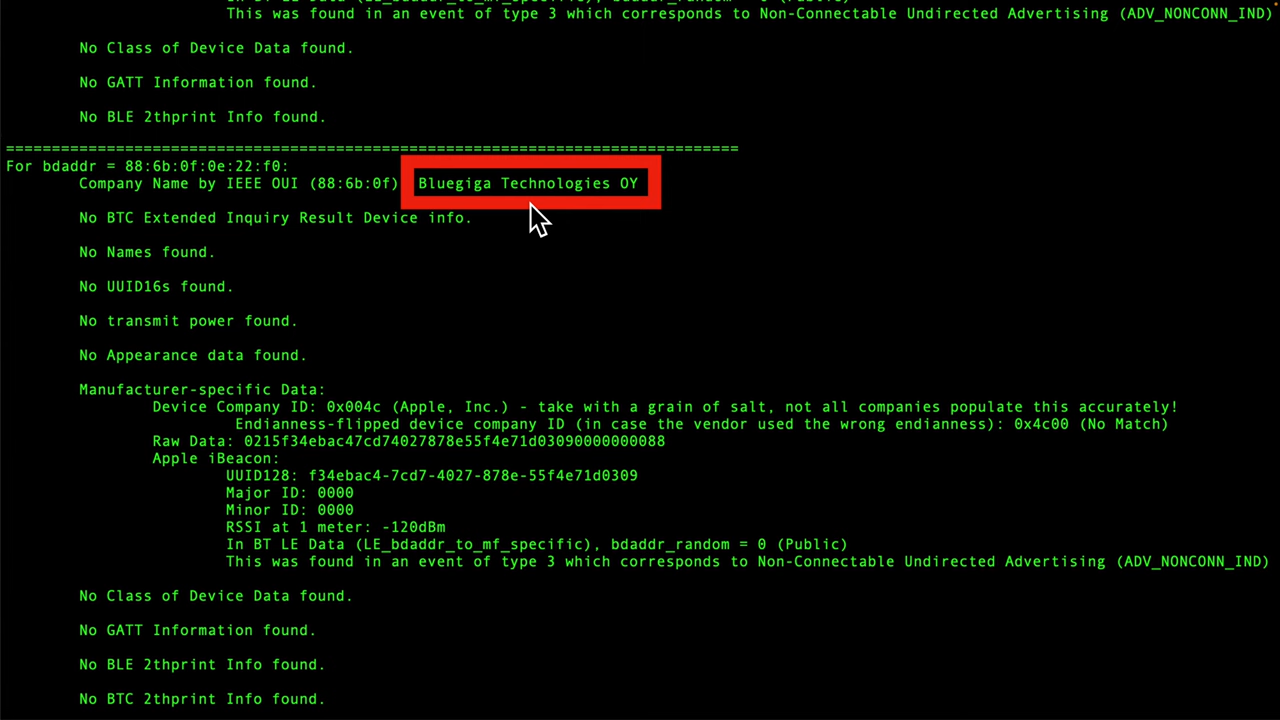 This was found in an event of type 3 which corresponds to Non-Connectable Undirected Advertising (ADV_NONCONN_IND)
No Class of Device Data found.
No GATT Information found.
No BLE 2thprint Info found.
================================================================================
For bdaddr = 88:6b:0f:0e:22:f0:
Company Name by IEEE OUI (88:6b:0f) Bluegiga Technologies OY
No BTC Extended Inquiry Result Device info.
No Names found.
No UUID16s found.
No transmit power found.
No Appearance data found.
Manufacturer-specific Data:
Device Company ID: 0x004c (Apple, Inc.) - take with a grain of salt, not all companies populate this accurately!
Endianness-flipped device company ID (in case the vendor used the wrong endianness): 0x4c00 (No Match)
Raw Data: 0215f34ebac47cd74027878e55f4e71d03090000000088
Apple iBeacon:
UUID128: f34ebac4-7cd7-4027-878e-55f4e71d0309
Major ID: 0000
Minor ID: 0000
RSSI at 1 meter: -120dBm
In BT LE Data (LE_bdaddr_to_mf_specific), bdaddr_random = 0 (Public)
This was found in an event of type 3 which corresponds to Non-Connectable Undirected Advertising (ADV_NONCONN_IND)
No Class of Device Data found.
No GATT Information found.
No BLE 2thprint Info found.
No BTC 2thprint Info found.